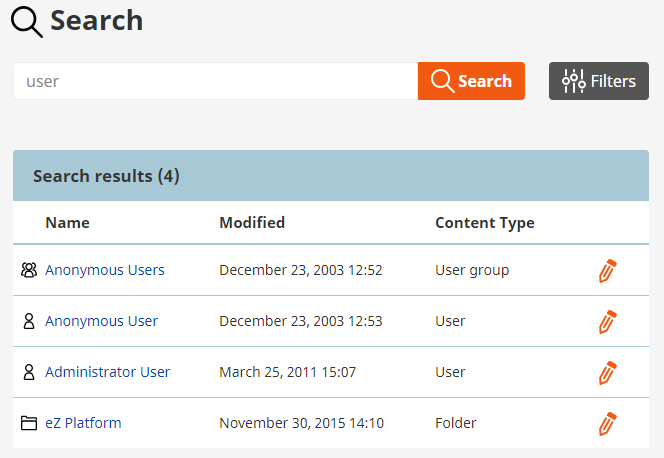 Search
user Search Filters
Search results (4)
Name Modified Content Type
Anonymous Users December 23, 2003 12:52 User group
Anonymous User December 23, 2003 12:53 User
Administrator User March 25, 2011 15:07 User
eZ Platform November 30, 2015 14:10 Folder